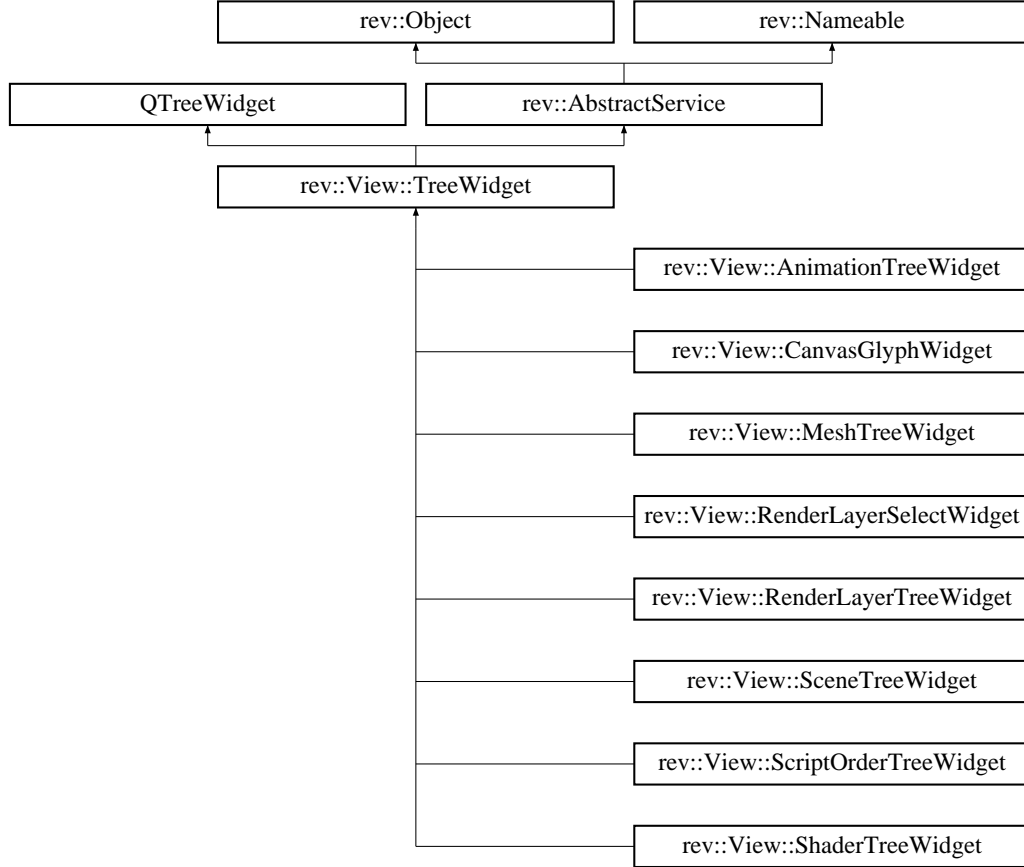 rev::Object
rev::Nameable
QTreeWidget
rev::AbstractService
rev::View::TreeWidget
rev::View::AnimationTreeWidget
rev::View::CanvasGlyphWidget
rev::View::MeshTreeWidget
rev::View::RenderLayerSelectWidget
rev::View::RenderLayerTreeWidget
rev::View::SceneTreeWidget
rev::View::ScriptOrderTreeWidget
rev::View::ShaderTreeWidget